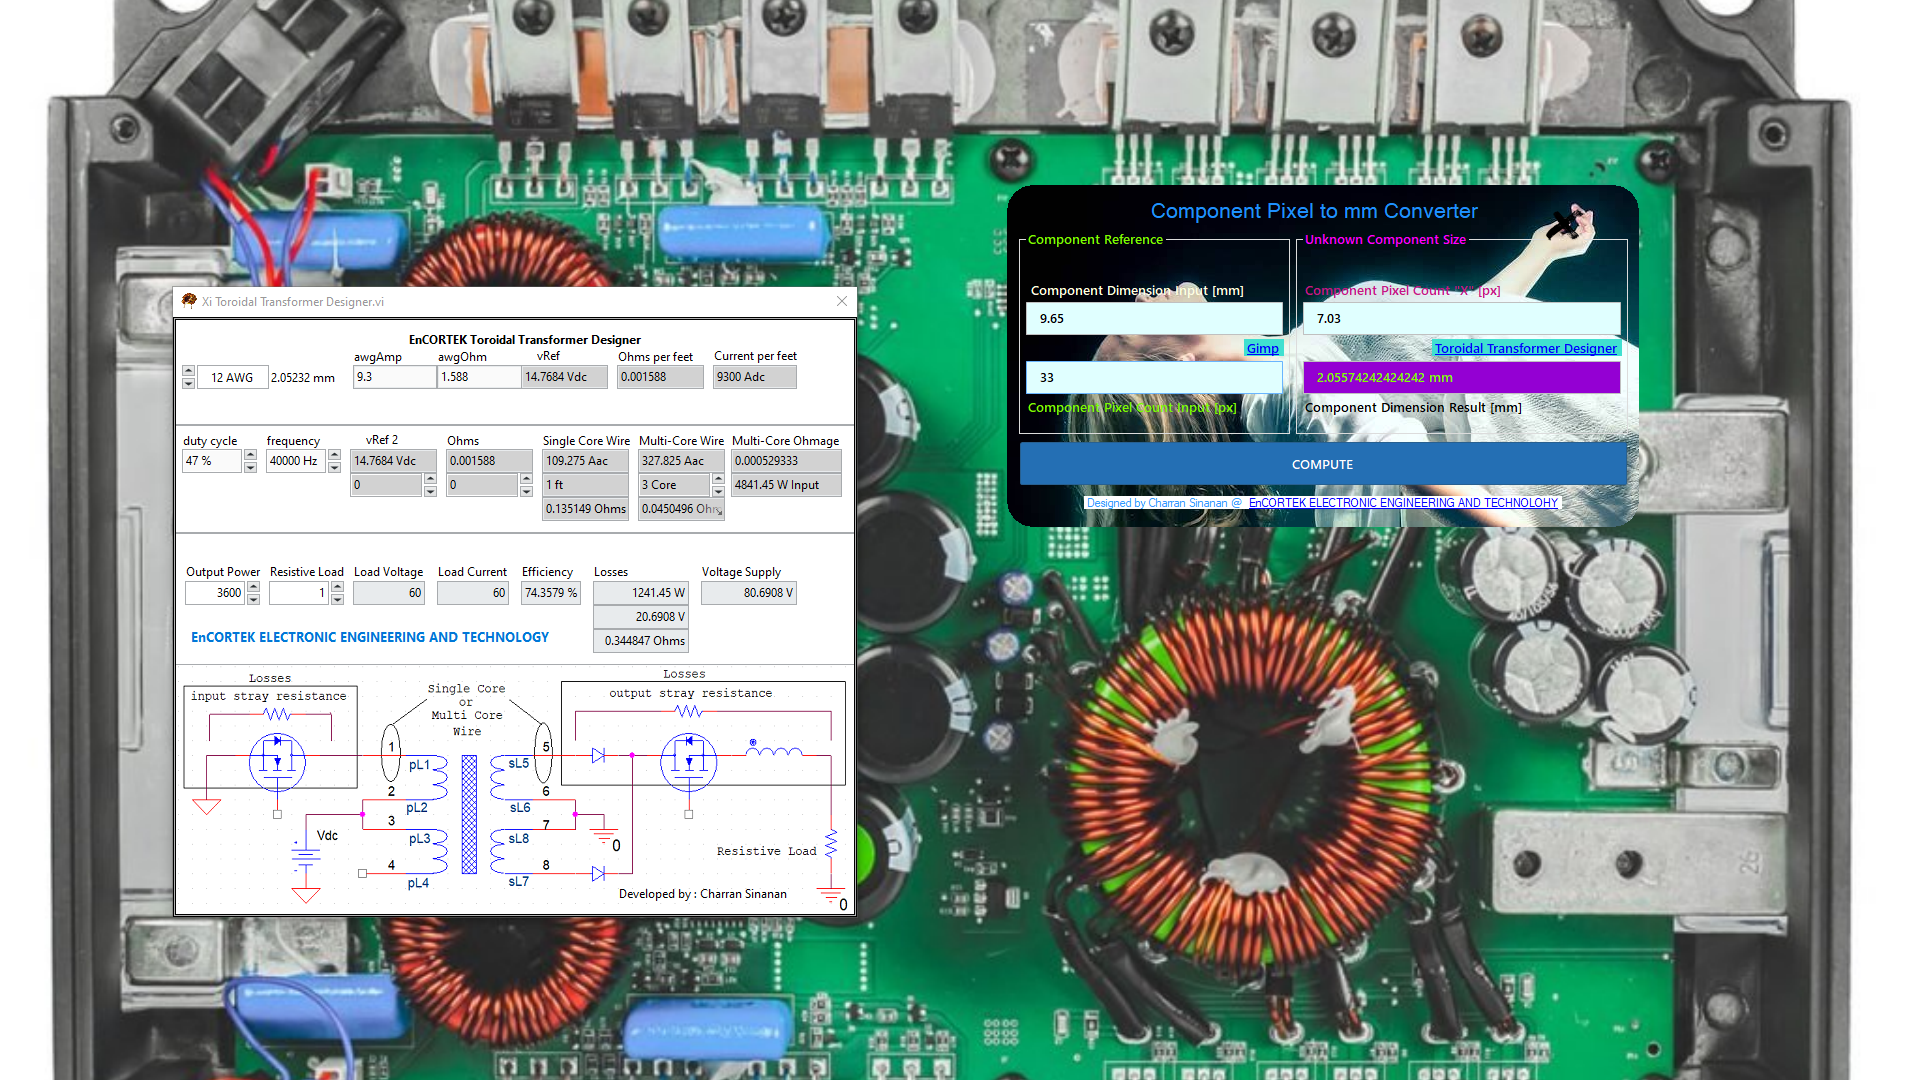 Xi Toroidal Transformer Designer.vi
EnCORTEK Toroidal Transformer Designer
awgAmp awgOhm vRef Ohms per feet Current per feet
12 AWG 2.05232 mm 9.3 1.588 14.7684 Vdc 0.001588 9300 Adc
duty cycle frequency vRef 2 Ohms Single Core Wire Multi-Core Wire Multi-Core Ohmage
47 % 40000 Hz 14.7684 Vdc 0.001588 109.275 Aac 327.825 Aac 0.000529333
0 0 1 ft 3 Core 4841.45 W Input
0.135149 Ohms 0.0450496 Ohms
Output Power Resistive Load Load Voltage Load Current Efficiency Losses Voltage Supply
3600 1 60 60 74.3579 % 1241.45 W 80.6908 V
20.6908 V
0.344847 Ohms
EnCORTEK ELECTRONIC ENGINEERING AND TECHNOLOGY
Losses
input stray resistance
Single Core
or
Multi Core
Wire
Losses
output stray resistance
1
pL1
2
pL2
3
pL3
4
pL4
5
sL5
6
sL6
7
sL8
8
sL7
Vdc
0
Resistive Load
0
Developed by : Charran Sinanan
Component Pixel to mm Converter
Component Reference
Component Dimension Input [mm]
9.65
Gimp
33
Component Pixel Count Input [px]
Unknown Component Size
Component Pixel Count "X" [px]
7.03
Toroidal Transformer Designer
2.05574242424242 mm
Component Dimension Result [mm]
COMPUTE
Designed by Charran Sinanan @ EnCORTEK ELECTRONIC ENGINEERING AND TECHNOLOHY
26